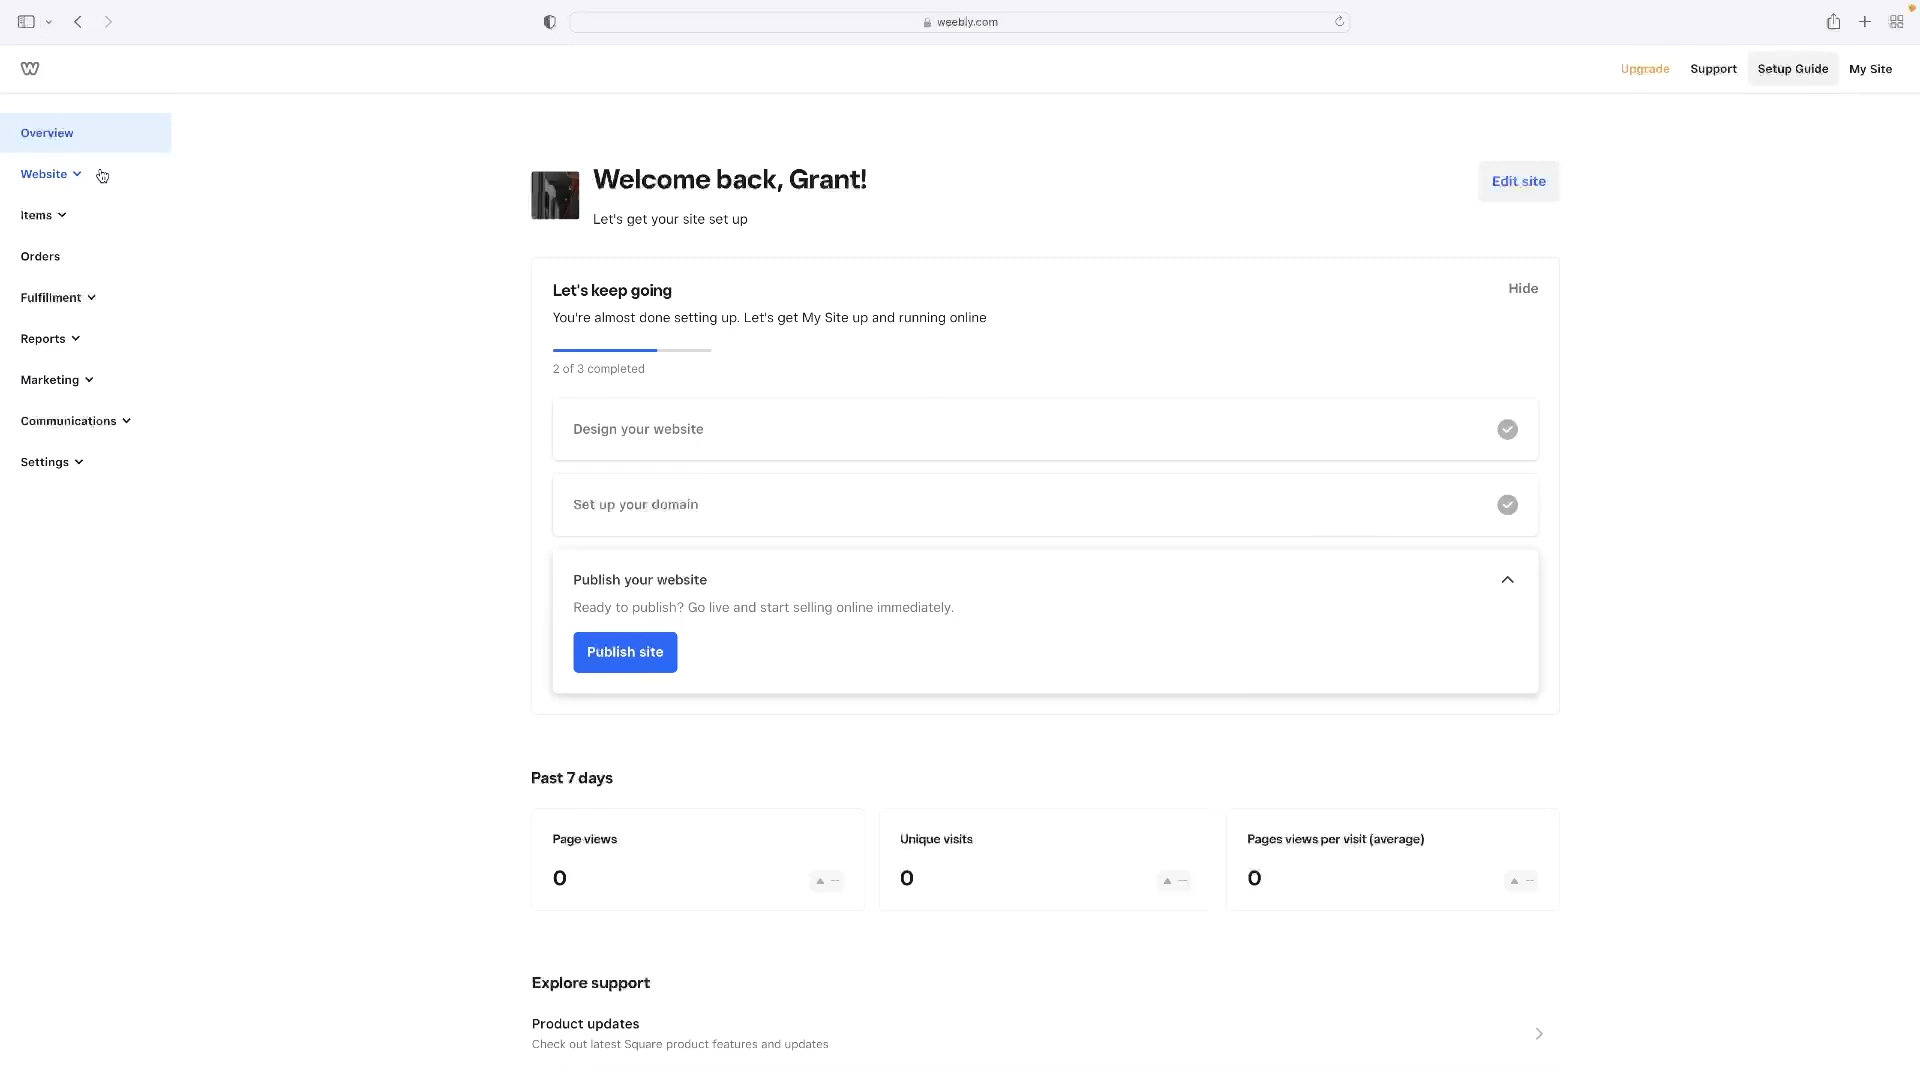 weebly.com
Upgrade
Support
Setup Guide
My Site
Overview
Website
Items
Orders
Fulfillment
Reports
Marketing
Communications
Settings
Welcome back, Grant!
Let's get your site set up
Edit site
Let's keep going
Hide
You're almost done setting up. Let's get My Site up and running online
2 of 3 completed
Design your website
Set up your domain
Publish your website
Ready to publish? Go live and start selling online immediately.
Publish site
Past 7 days
Page views
0
--
Unique visits
0
--
Pages views per visit (average)
0
--
Explore support
Product updates
Check out latest Square product features and updates